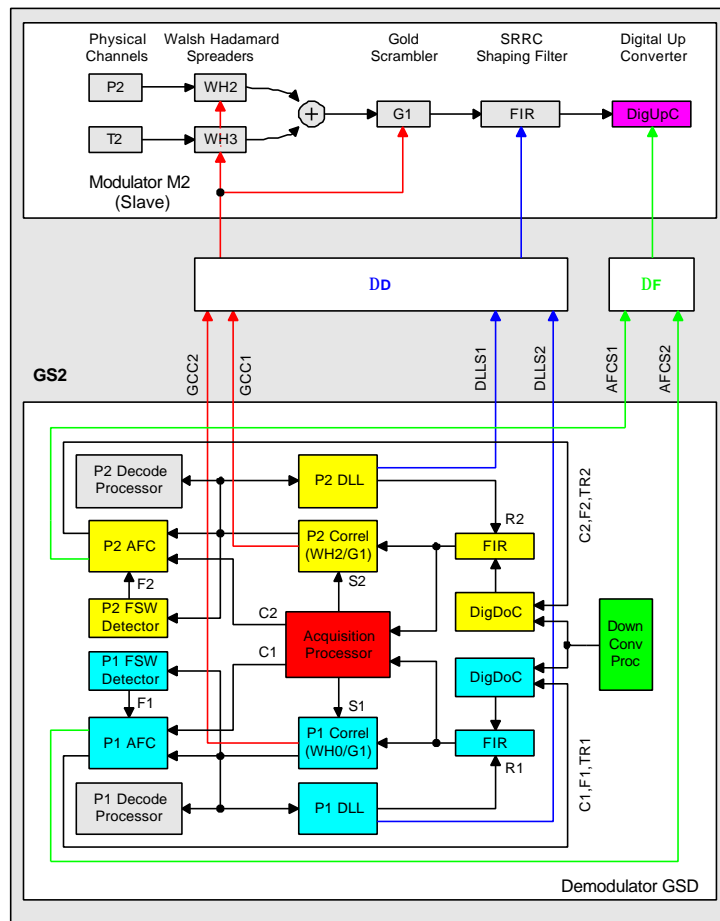 Physical Channels
Walsh Hadamard Spreaders
Gold Scrambler
SRRC Shaping Filter
Digital Up Converter
P2
WH2
+
G1
FIR
DigUpC
T2
WH3
Modulator M2
(Slave)
DD
DF
GS2
GCC2
GCC1
DLLS1
DLLS2
AFCS1
AFCS2
P2 Decode
Processor
P2 DLL
C2,F2,TR2
R2
P2 AFC
P2 Correl
(WH2/G1)
FIR
F2
S2
P2 FSW
Detector
C2
DigDoC
Acquisition
Processor
Down
Conv
Proc
C1
P1 FSW
Detector
DigDoC
F1
S1
P1 AFC
P1 Correl
(WH0/G1)
FIR
R1
C1,F1,TR1
P1 Decode
Processor
P1 DLL
Demodulator GSD